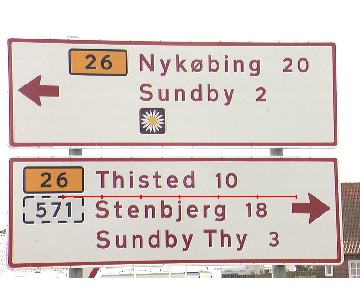 26 Nykøbing 20
Sundby 2
26 Thisted 10
571 Stenbjerg 18
Sundby Thy 3